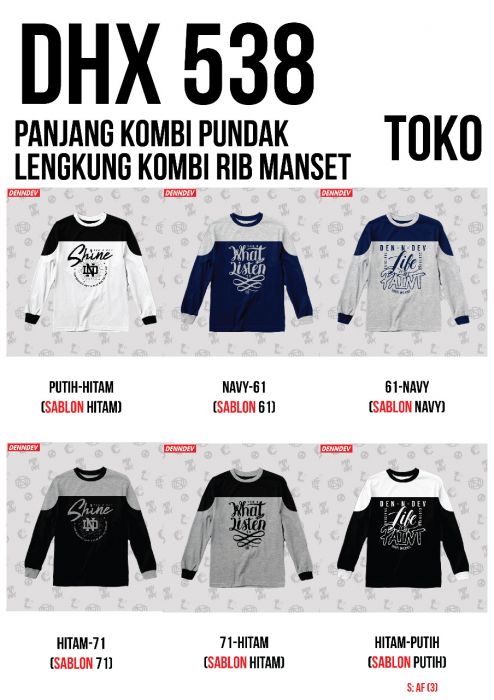 DHX 538
PANJANG KOMBI PUNDAK
LENGKUNG KOMBI RIB MANSET
TOKO
DENNDEV
DENNDEV
DENNDEV
Shine
ND
What
Listen
DEN-N-DEV
Life
PAINT
PUTIH-HITAM
(SABLON HITAM)
NAVY-61
(SABLON 61)
61-NAVY
(SABLON NAVY)
DENNDEV
DENNDEV
DENNDEV
Shine
ND
What
Listen
DEN-N-DEV
Life
PAINT
HITAM-71
(SABLON 71)
71-HITAM
(SABLON HITAM)
HITAM-PUTIH
(SABLON PUTIH)
S: AF (3)